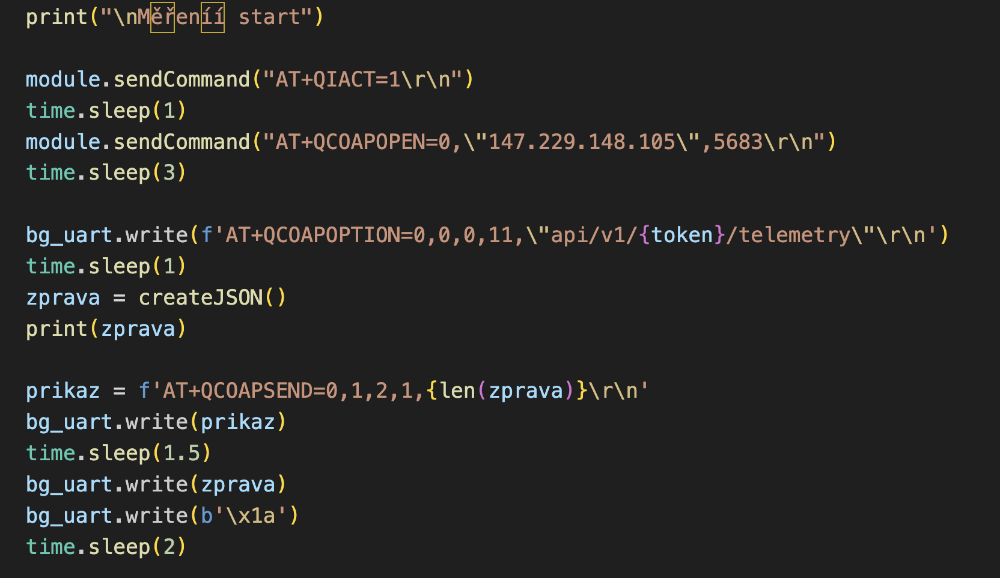 print("\nMěřeníí start")
module.sendCommand("AT+QIACT=1\r\n")
time.sleep(1)
module.sendCommand("AT+QCOAPOPEN=0,\"147.229.148.105\",5683\r\n")
time.sleep(3)
bg_uart.write(f'AT+QCOAPOPTION=0,0,0,11,\"api/v1/{token}/telemetry\"\r\n')
time.sleep(1)
zprava = createJSON()
print(zprava)
prikaz = f'AT+QCOAPSEND=0,1,2,1,{len(zprava)}\r\n'
bg_uart.write(prikaz)
time.sleep(1.5)
bg_uart.write(zprava)
bg_uart.write(b'\x1a')
time.sleep(2)